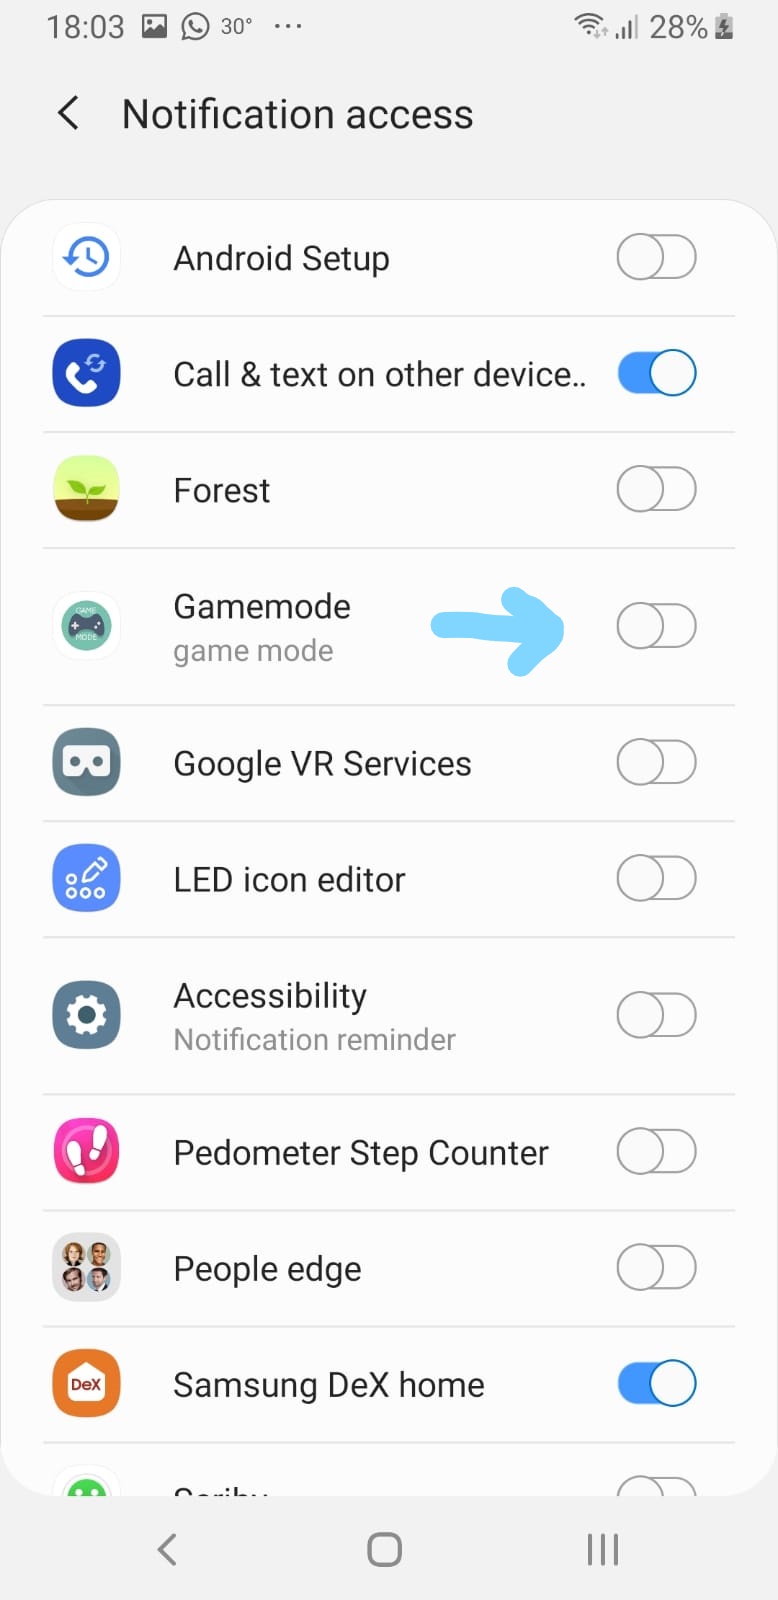 18:03 30° ... 28%
Notification access
Android Setup
Call & text on other device..
Forest
GAME
MODE
Gamemode
game mode
Google VR Services
LED icon editor
Accessibility
Notification reminder
Pedometer Step Counter
People edge
DeX
Samsung DeX home